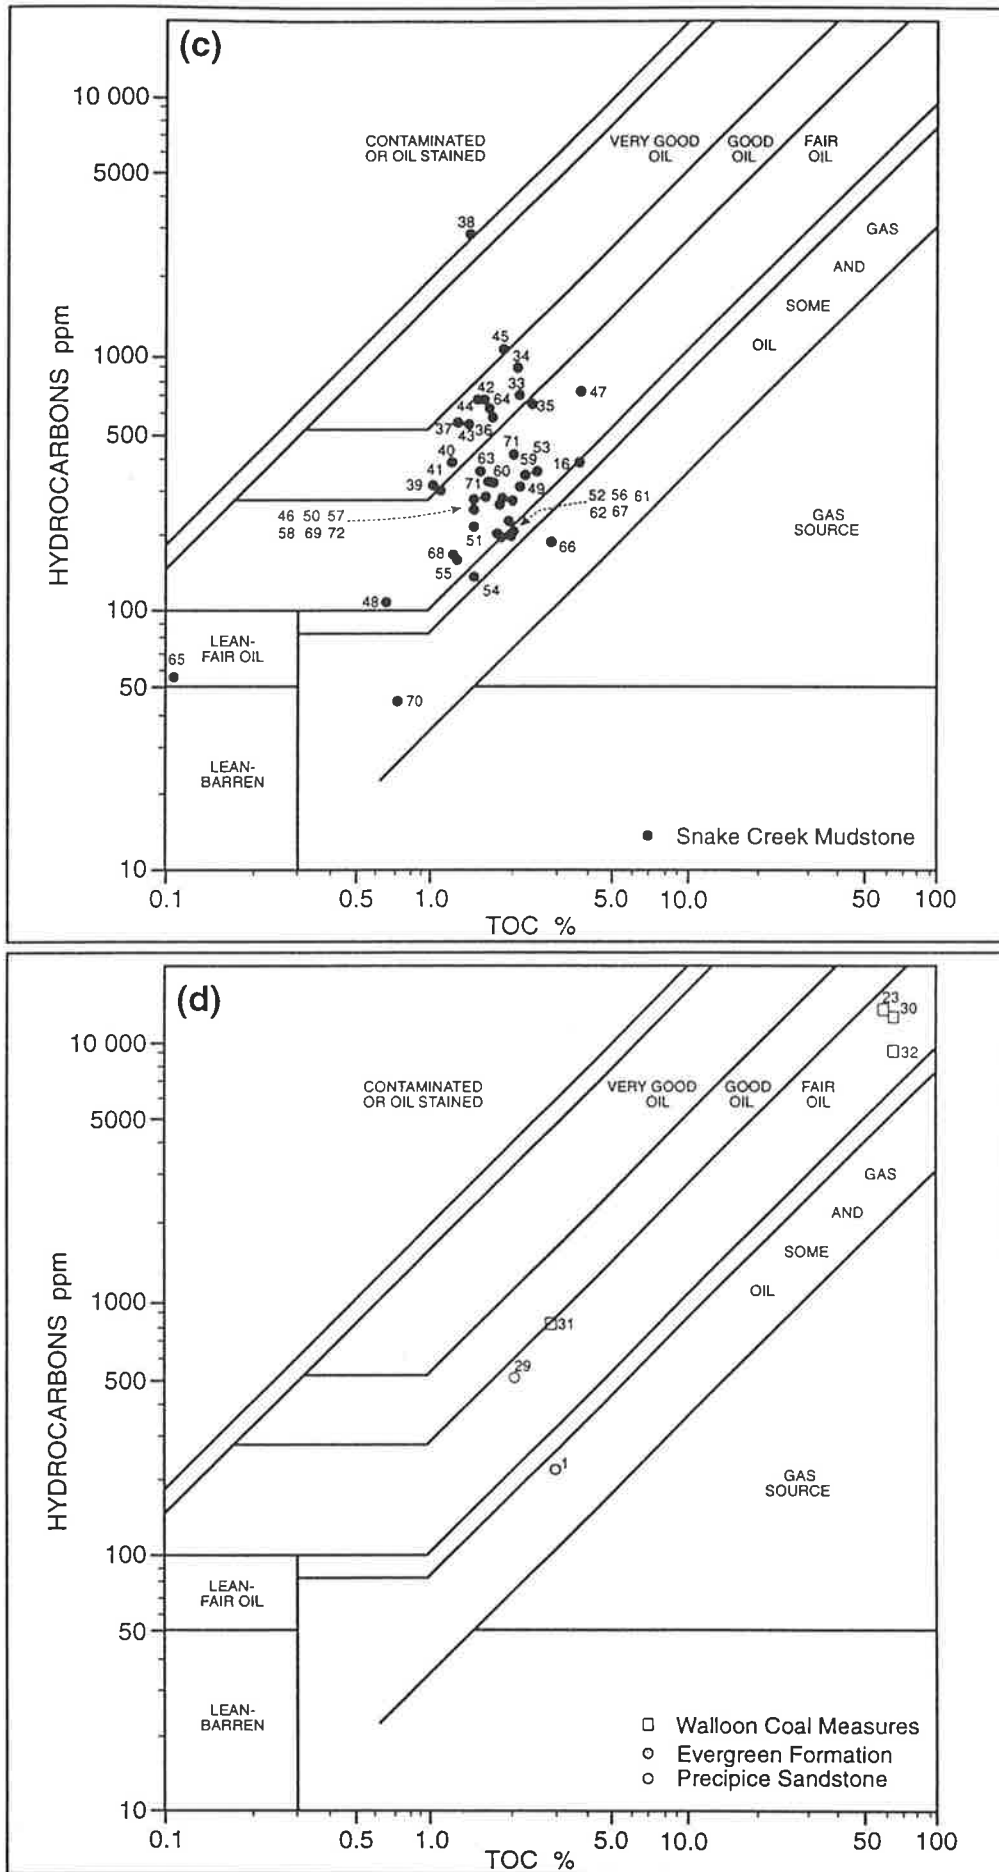 (c)
10 000
5000
1000
500
100
50
10
HYDROCARBONS ppm
CONTAMINATED
OR OIL STAINED
VERY GOOD
OIL
GOOD
OIL
FAIR
OIL
GAS
AND
SOME
OIL
GAS
SOURCE
LEAN-
FAIR OIL
LEAN-
BARREN
38
45
34
42
33
44
64
35
47
37
43
36
40
71
53
63
59
16
41
60
39
71
49
52 56 61
62 67
46 50 57
58 69 72
51
68
66
55
54
48
65
70
Snake Creek Mudstone
0.1
0.5
1.0
5.0
10.0
50
100
TOC %
(d)
10 000
5000
1000
500
100
50
10
HYDROCARBONS ppm
CONTAMINATED
OR OIL STAINED
VERY GOOD
OIL
GOOD
OIL
FAIR
OIL
GAS
AND
SOME
OIL
GAS
SOURCE
LEAN-
FAIR OIL
LEAN-
BARREN
23
30
32
31
29
1
Walloon Coal Measures
Evergreen Formation
Precipice Sandstone
0.1
0.5
1.0
5.0
10.0
50
100
TOC %